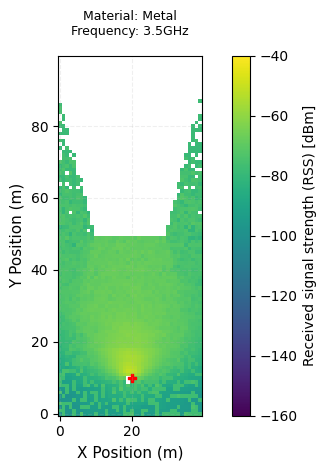 Material: Metal
Frequency: 3.5GHz
80
60
40
20
0
0
20
X Position (m)
Y Position (m)
−40
−60
−80
−100
−120
−140
−160
Received signal strength (RSS) [dBm]